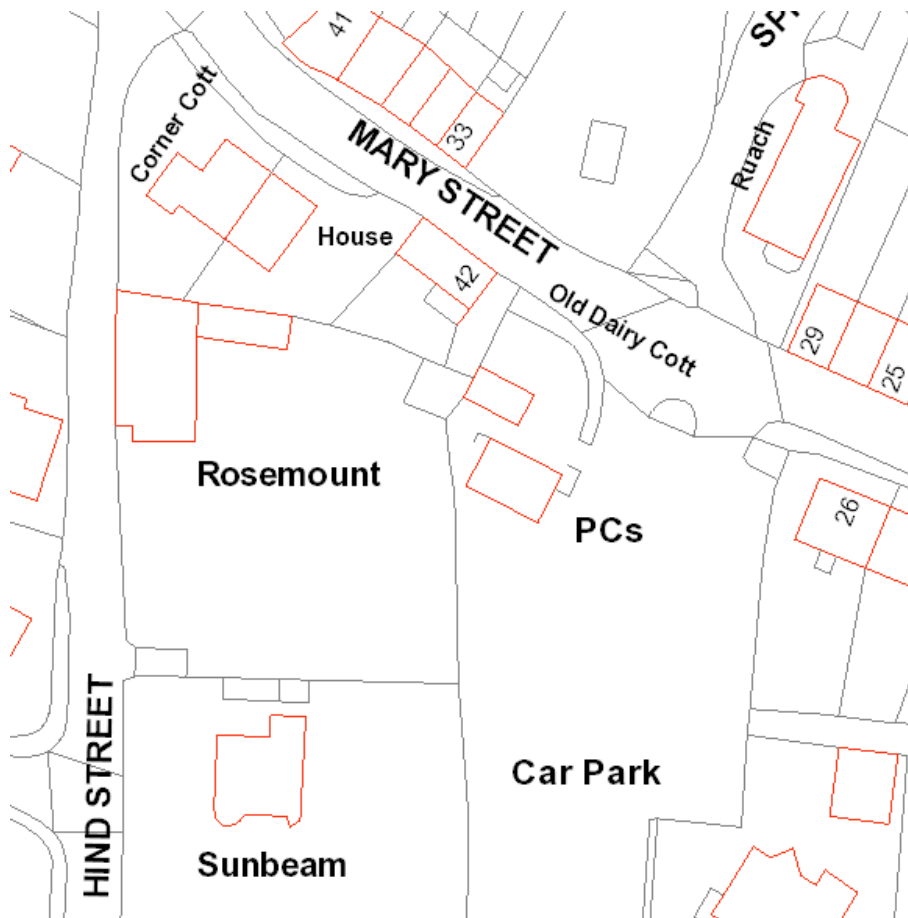 41
SPI
Corner Cott
33
MARY STREET
Ruach
House
42
Old Dairy Cott
29
25
Rosemount
26
PCs
HIND STREET
Car Park
Sunbeam